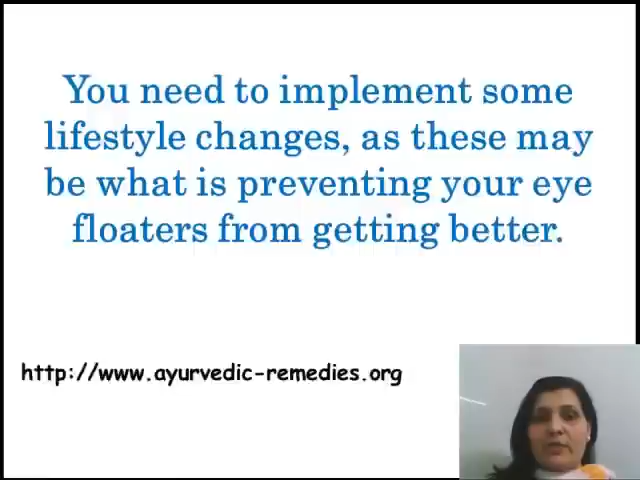 You need to implement some
lifestyle changes, as these may
be what is preventing your eye
floaters from getting better.
http://www.ayurvedic-remedies.org